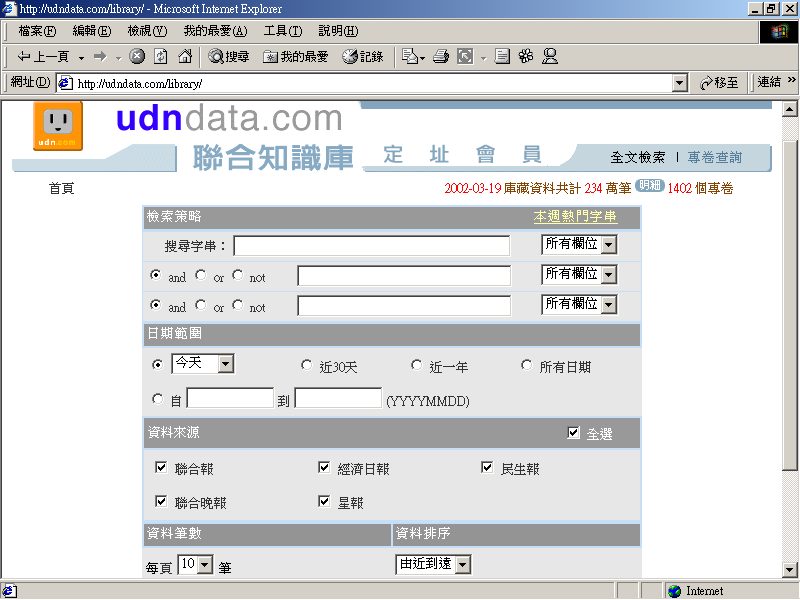 http://udndata.com/library/ - Microsoft Internet Explorer
檔案(F) 編輯(E) 檢視(V) 我的最愛(A) 工具(T) 說明(H)
上一頁 搜尋 我的最愛 記錄
網址(D) http://udndata.com/library/ 移至 連結 »
udn.com
udndata.com
聯合知識庫 定址會員 全文檢索 | 專卷查詢
首頁 2002-03-19 庫藏資料共計 234 萬筆 明細 1402 個專卷
檢索策略 本週熱門字串
搜尋字串： 所有欄位
and or not 所有欄位
and or not 所有欄位
日期範圍
今天 近30天 近一年 所有日期
自 到 (YYYYMMDD)
資料來源 全選
聯合報 經濟日報 民生報
聯合晚報 星報
資料筆數 資料排序
每頁 10 筆 由近到遠
Internet